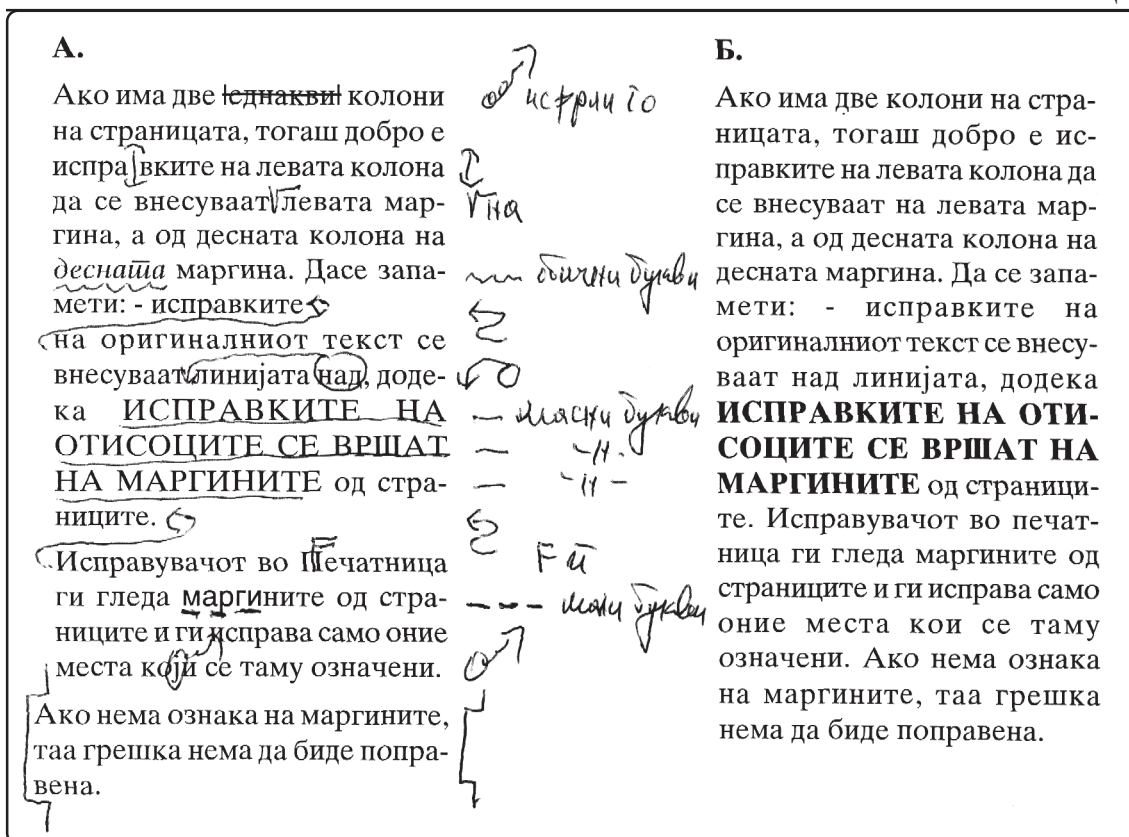 А.
Ако има две еднакви колони
на страницата, тогаш добро е
исправките на левата колона
да се внесуваат левата мар-
гина, а од десната колона на
десната маргина. Дасе запа-
мети: - исправките
на оригиналниот текст се
внесуваат линијата над, доде-
ка ИСПРАВКИТЕ НА
ОТИСОЦИТЕ СЕ ВРШАТ
НА МАРГИНИТЕ од стра-
ниците.
Исправувачот во Печатница
ги гледа маргините од стра-
ниците и ги исправа само оние
места који се таму означени.
Ако нема ознака на маргините,
таа грешка нема да биде попра-
вена.
исфрли го
на
обични букви
масни букви
-||-
-||-
п
мали букви
Б.
Ако има две колони на стра-
ницата, тогаш добро е ис-
правките на левата колона да
се внесуваат на левата мар-
гина, а од десната колона на
десната маргина. Да се запа-
мети: - исправките на
оригиналниот текст се внесу-
ваат над линијата, додека
ИСПРАВКИТЕ НА ОТИ-
СОЦИТЕ СЕ ВРШАТ НА
МАРГИНИТЕ од страници-
те. Исправувачот во печат-
ница ги гледа маргините од
страниците и ги исправа само
оние места кои се таму
означени. Ако нема ознака
на маргините, таа грешка
нема да биде поправена.